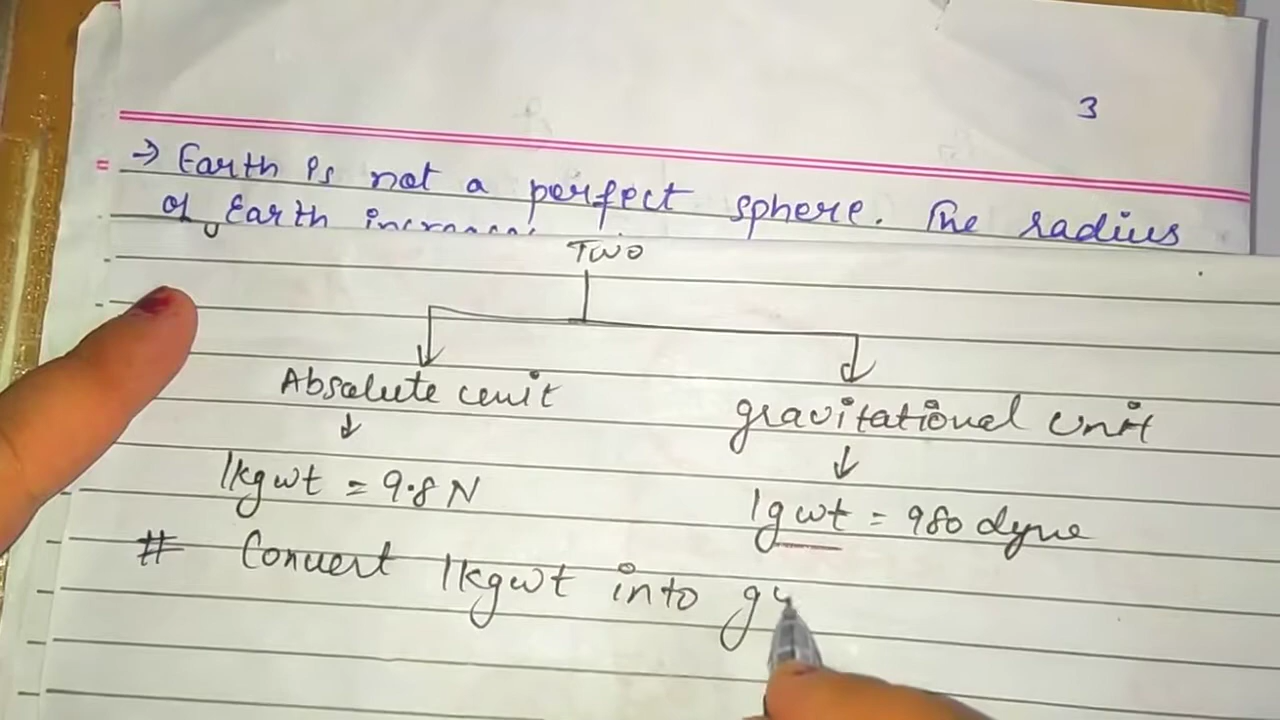 3
→ Earth is not a perfect sphere. The radius
of Earth
Two
Absolute unit
gravitational unit
↓
↓
1kgwt = 9.8 N
1gwt = 980 dyne
# Convert 1kgwt into